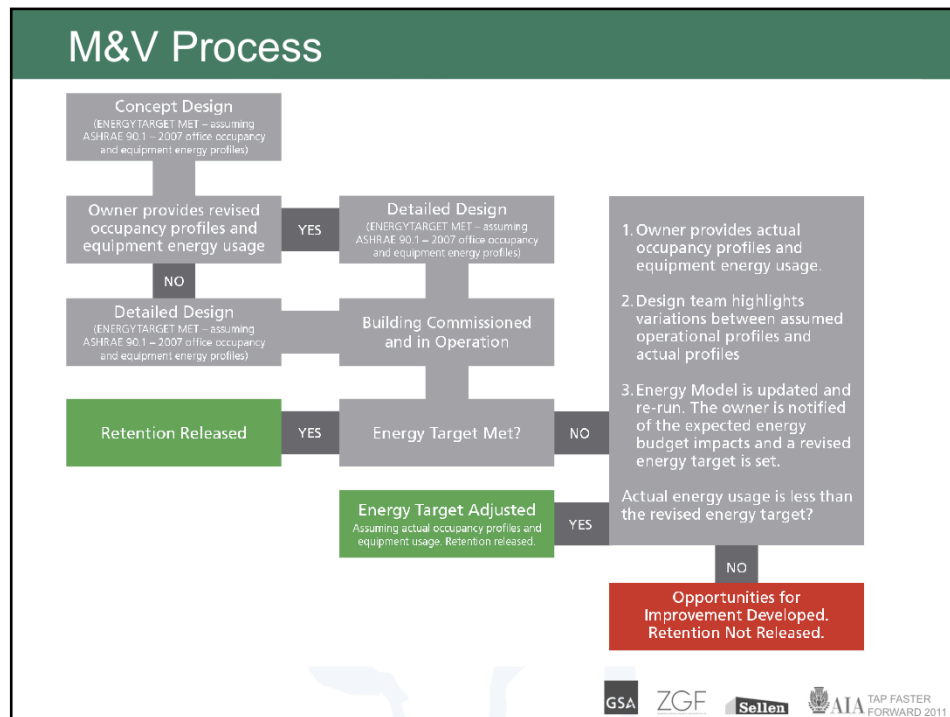 M&V Process
Concept Design
(ENERGYTARGET MET – assuming
ASHRAE 90.1 – 2007 office occupancy
and equipment energy profiles)
Owner provides revised
occupancy profiles and
equipment energy usage
YES
Detailed Design
(ENERGYTARGET MET – assuming
ASHRAE 90.1 – 2007 office occupancy
and equipment energy profiles)
NO
Detailed Design
(ENERGYTARGET MET – assuming
ASHRAE 90.1 – 2007 office occupancy
and equipment energy profiles)
Building Commissioned
and in Operation
Retention Released
YES
Energy Target Met?
NO
1. Owner provides actual
occupancy profiles and
equipment energy usage.
2. Design team highlights
variations between assumed
operational profiles and
actual profiles
3. Energy Model is updated and
re-run. The owner is notified
of the expected energy
budget impacts and a revised
energy target is set.
Actual energy usage is less than
the revised energy target?
Energy Target Adjusted
Assuming actual occupancy profiles and
equipment usage. Retention released.
YES
NO
Opportunities for
Improvement Developed.
Retention Not Released.
GSA
ZGF
Sellen
AIA
TAP FASTER
FORWARD 2011